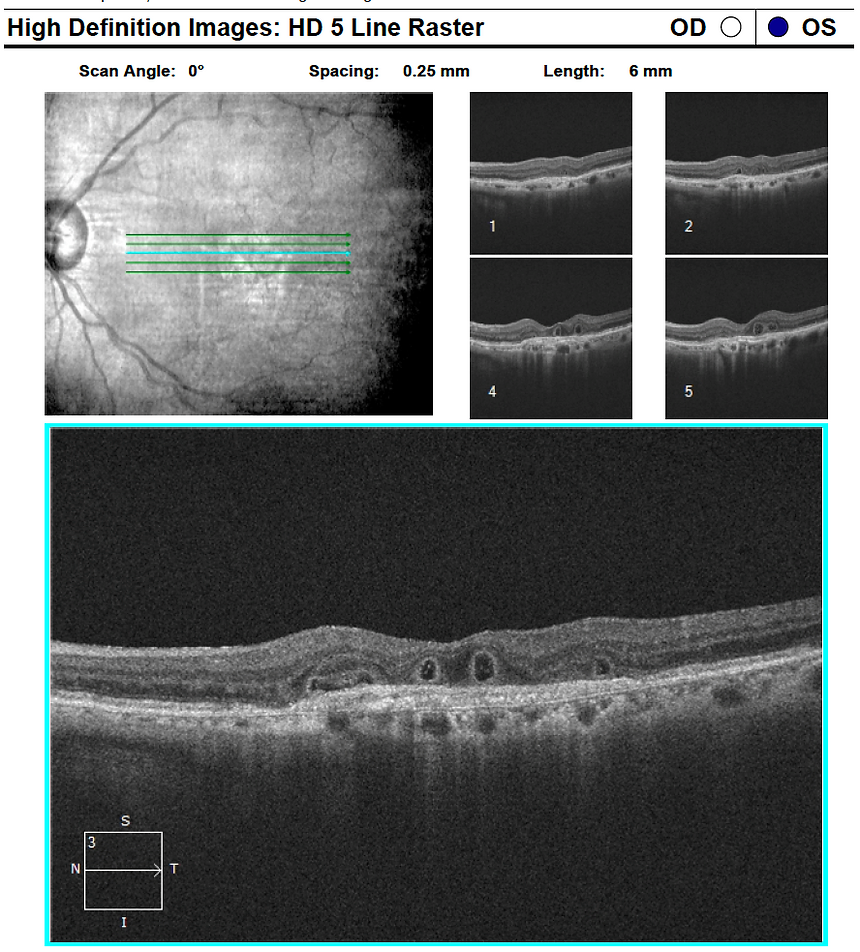 High Definition Images: HD 5 Line Raster OD OS
Scan Angle: 0° Spacing: 0.25 mm Length: 6 mm
1 2
4 5
S
3
N T
I